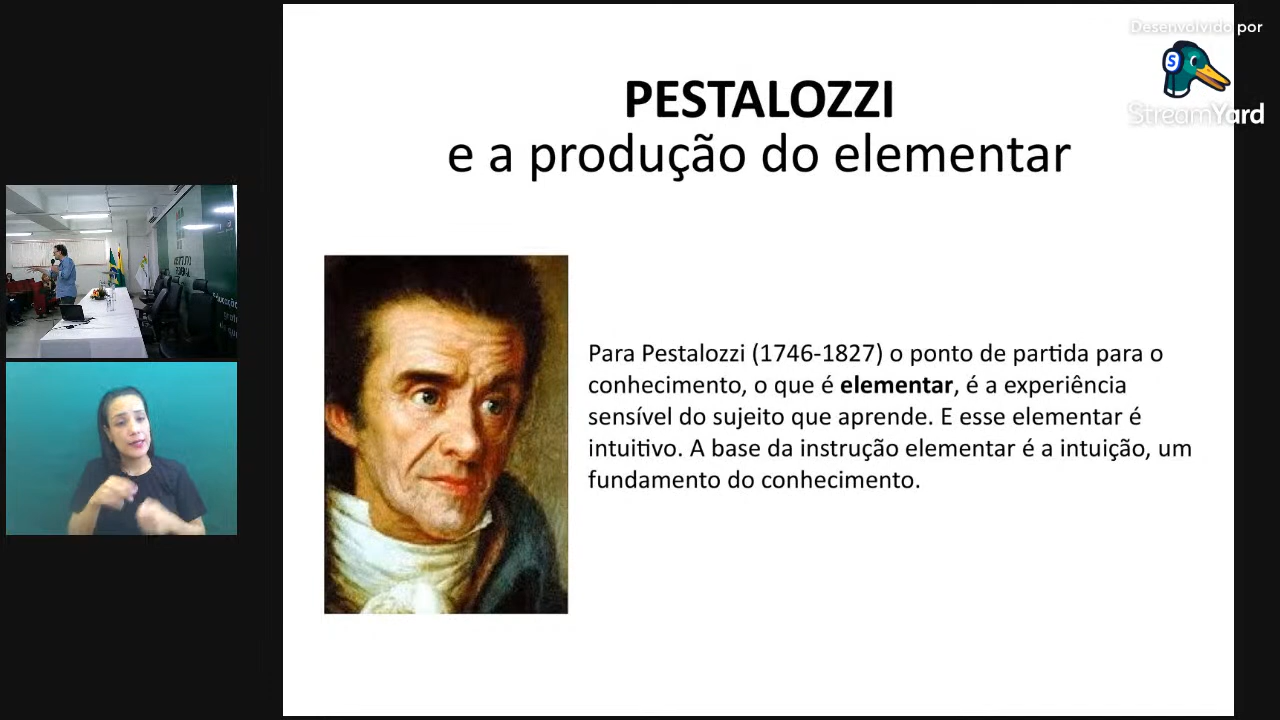 Desenvolvido por
StreamYard
PESTALOZZI
e a produção do elementar
Para Pestalozzi (1746-1827) o ponto de partida para o
conhecimento, o que é elementar, é a experiência
sensível do sujeito que aprende. E esse elementar é
intuitivo. A base da instrução elementar é a intuição, um
fundamento do conhecimento.